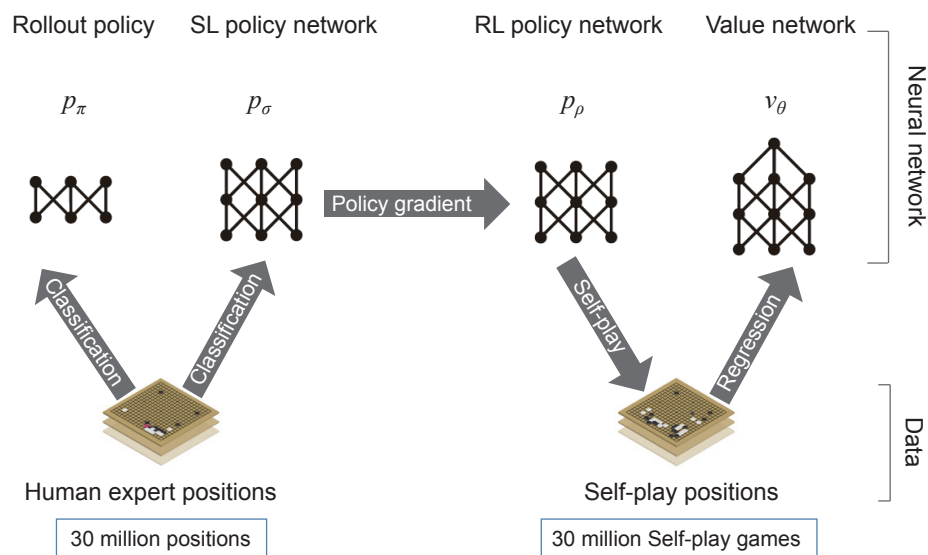 Rollout policy
SL policy network
RL policy network
Value network
pπ
pσ
pρ
vθ
Neural network
Policy gradient
Classification
Classification
Self-play
Regression
Data
Human expert positions
Self-play positions
30 million positions
30 million Self-play games